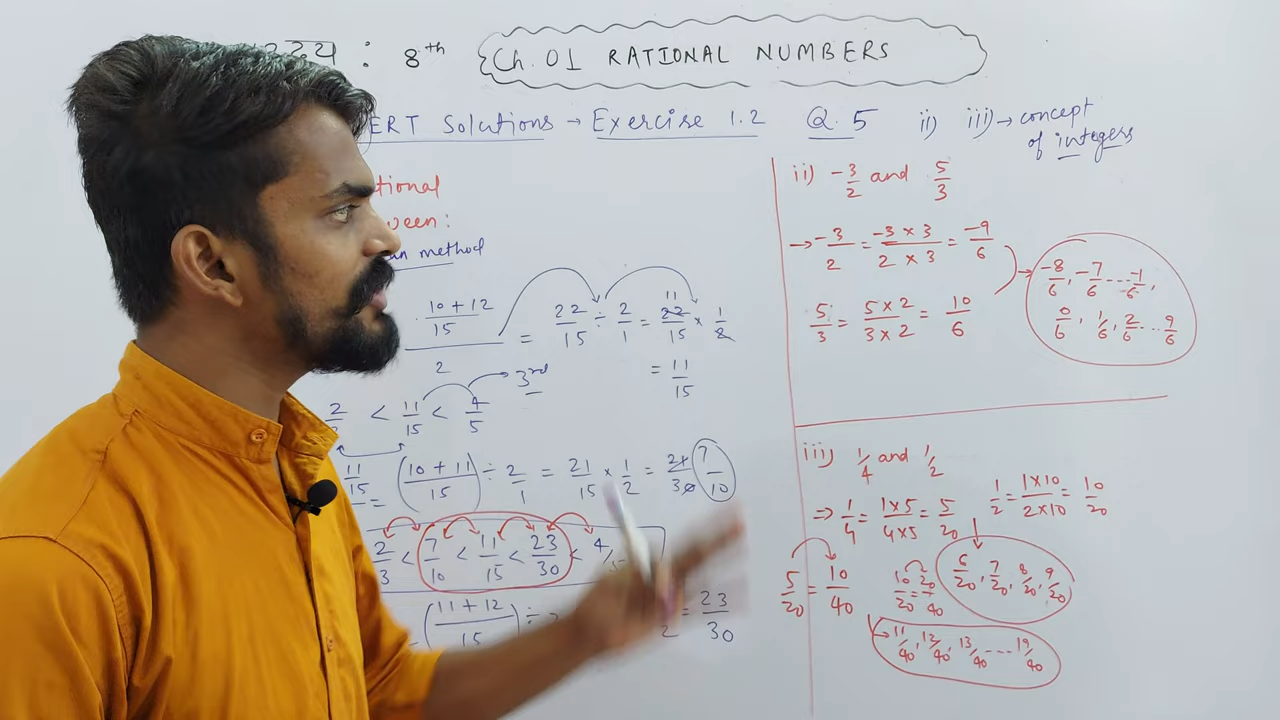 : 8th Ch. 01 RATIONAL NUMBERS
ERT Solutions → Exercise 1.2 Q. 5 ii) iii) → concept of integers
tional
ween:
an method
10 + 12 / 15 / 2 = 22/15 ÷ 2/1 = 22/15 × 1/2
11
= 11/15
2/3 < 11/15 < 4/5 → 3rd
11/15 = (10 + 11 / 15) ÷ 2/1 = 21/15 × 1/2 = 21/30 7/10
2/3 < 7/10 < 11/15 < 23/30 < 4/
(11 + 12 / 15) ÷ = 23/30
ii) -3/2 and 5/3
→ -3/2 = -3 × 3 / 2 × 3 = -9/6
5/3 = 5 × 2 / 3 × 2 = 10/6
→ -8/6, -7/6 ... -1/6,
0/6, 1/6, 2/6 ... 9/6
iii) 1/4 and 1/2
⇒ 1/4 = 1 × 5 / 4 × 5 = 5/20
1/2 = 1 × 10 / 2 × 10 = 10/20
6/20, 7/20, 8/20, 9/20
5/20 = 10/40
10/20 = 20/40
→ 11/40, 12/40, 13/40 ... 19/40